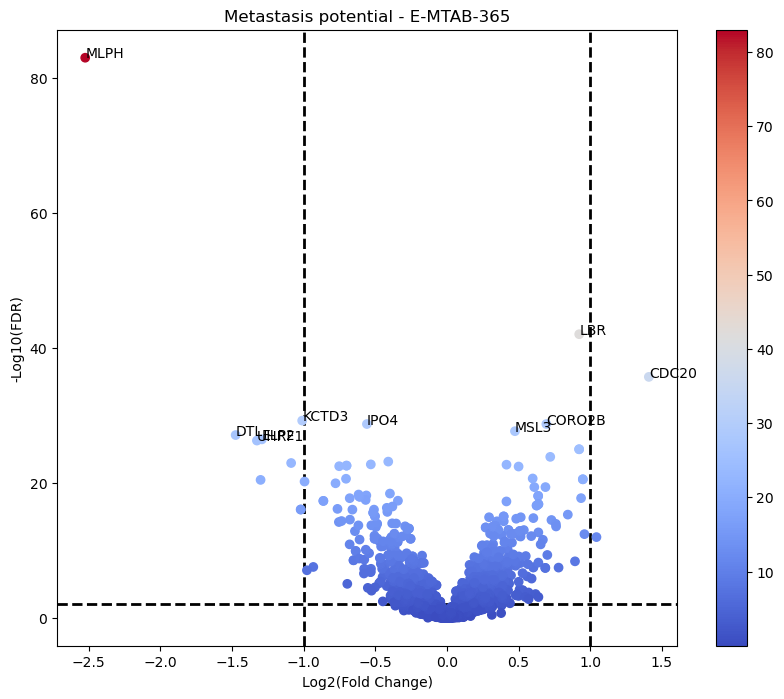 Metastasis potential - E-MTAB-365
MLPH
LBR
CDC20
KCTD3
IPO4
CORO2B
MSL3
DTL
-Log10(FDR)
80
60
40
20
0
−2.5
−2.0
−1.5
−1.0
−0.5
0.0
0.5
1.0
1.5
Log2(Fold Change)
80
70
60
50
40
30
20
10